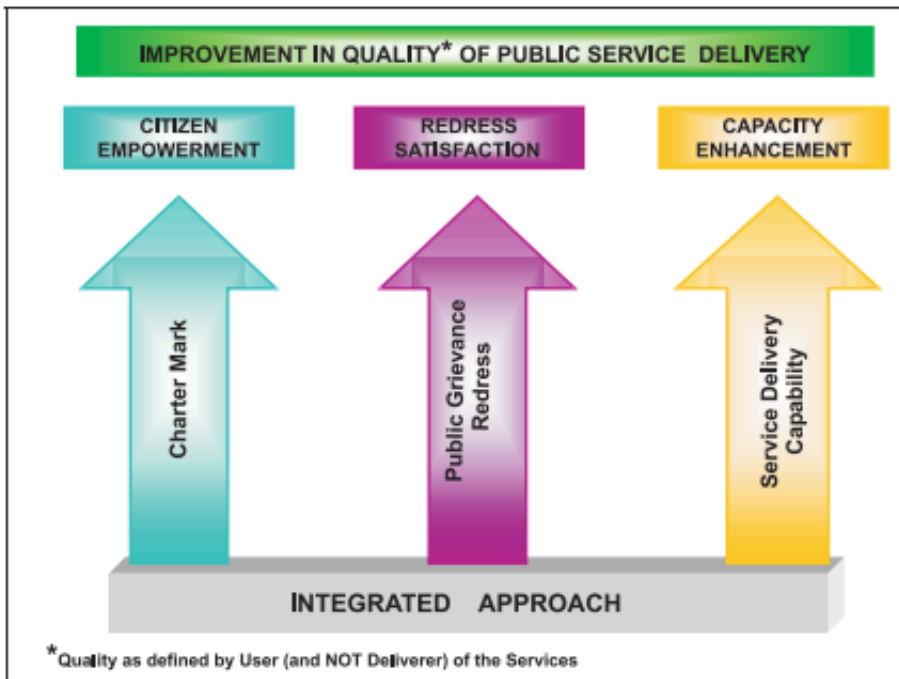 IMPROVEMENT IN QUALITY* OF PUBLIC SERVICE DELIVERY
CITIZEN
EMPOWERMENT
REDRESS
SATISFACTION
CAPACITY
ENHANCEMENT
Charter Mark
Public Grievance
Redress
Service Delivery
Capability
INTEGRATED APPROACH
*Quality as defined by User (and NOT Deliverer) of the Services